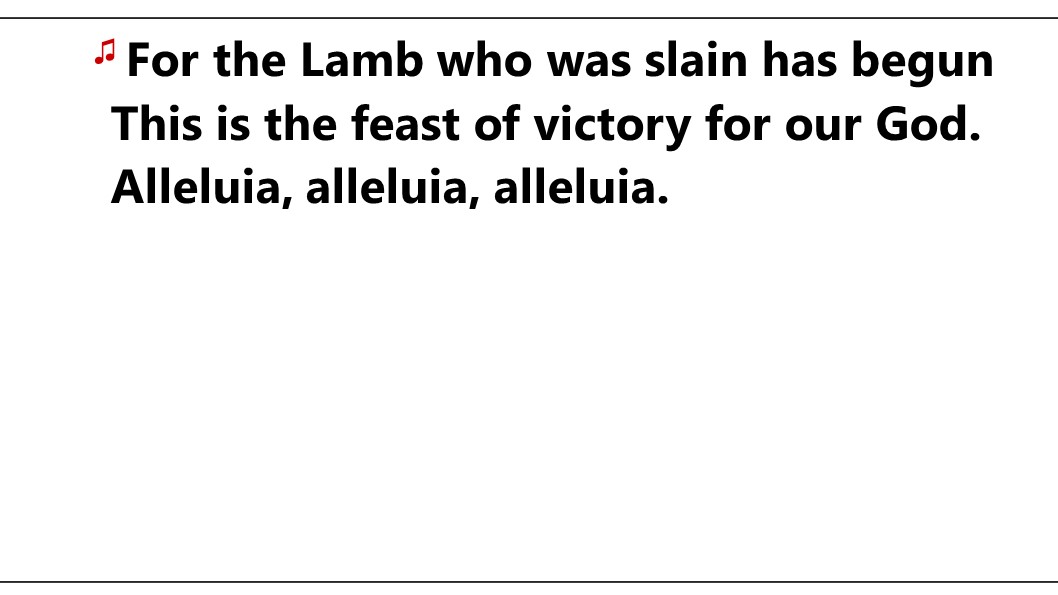 ♫ For the Lamb who was slain has begun
This is the feast of victory for our God.
Alleluia, alleluia, alleluia.